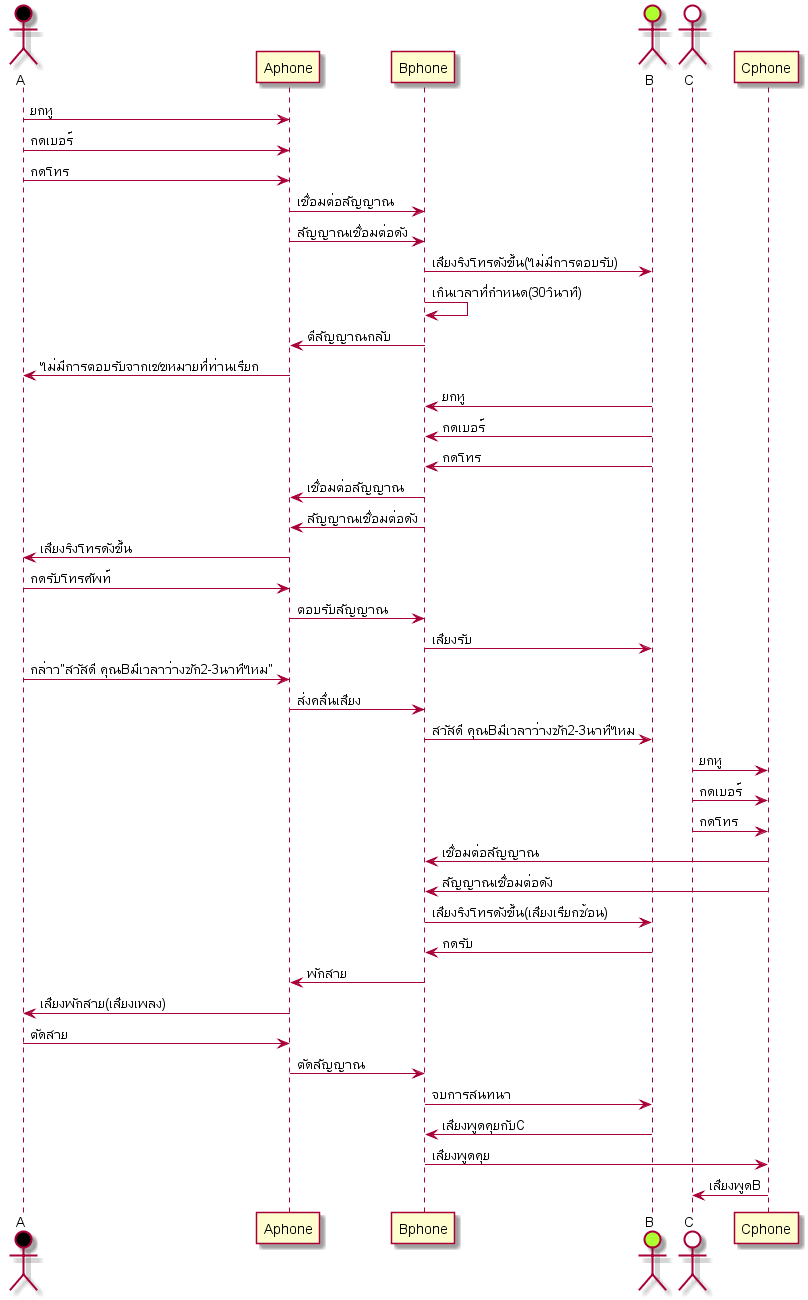 A
Aphone
Bphone
B
C
Cphone
ยกหู
กดเบอร์
กดโทร
เชื่อมต่อสัญญาณ
สัญญาณเชื่อมต่อดัง
เสียงริงโทรดังขึ้น(ไม่มีการตอบรับ)
เกินเวลาที่กำหนด(30วินาที)
ตีสัญญาณกลับ
ไม่มีการตอบรับจากเชขหมายที่ท่านเรียก
ยกหู
กดเบอร์
กดโทร
เชื่อมต่อสัญญาณ
สัญญาณเชื่อมต่อดัง
เสียงริงโทรดังขึ้น
กดรับโทรศัพท์
ตอบรับสัญญาณ
เสียงรับ
กล่าว"สวัสดี คุณBมีเวลาว่างซัก2-3นาทีไหม"
ส่งคลื่นเสียง
สวัสดี คุณBมีเวลาว่างซัก2-3นาทีไหม
ยกหู
กดเบอร์
กดโทร
เชื่อมต่อสัญญาณ
สัญญาณเชื่อมต่อดัง
เสียงริงโทรดังขึ้น(เสียงเรียกซ้อน)
กดรับ
พักสาย
เสียงพักสาย(เสียงเพลง)
ตัดสาย
ตัดสัญญาณ
จบการสนทนา
เสียงพูดคุยกับC
เสียงพูดคุย
เสียงพูดB
A
Aphone
Bphone
B
C
Cphone